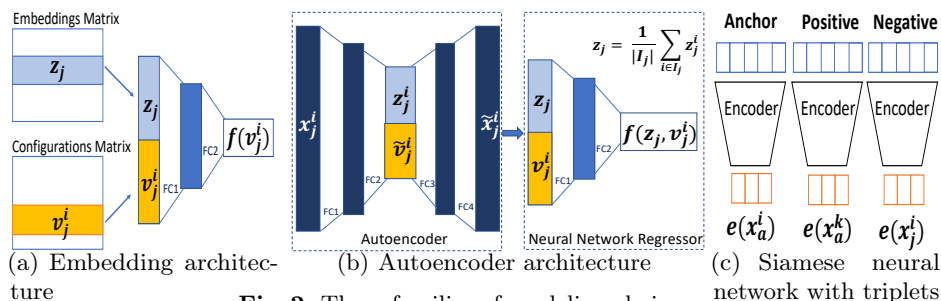 Embeddings Matrix
z_j
Configurations Matrix
v_j^i
z_j
v_j^i
FC1
FC2
f(v_j^i)
(a) Embedding architec-
ture
x_j^i
FC1
FC2
z_j^i
ṽ_j^i
FC3
FC4
x̃_j^i
Autoencoder
z_j = 1/|I_j| ∑_{i∈I_j} z_j^i
z_j
v_j^i
FC1
FC2
f(z_j, v_j^i)
Neural Network Regressor
(b) Autoencoder architecture
Anchor Positive Negative
Encoder Encoder Encoder
e(x_a^i) e(x_a^k) e(x_j^i)
(c) Siamese neural
network with triplets